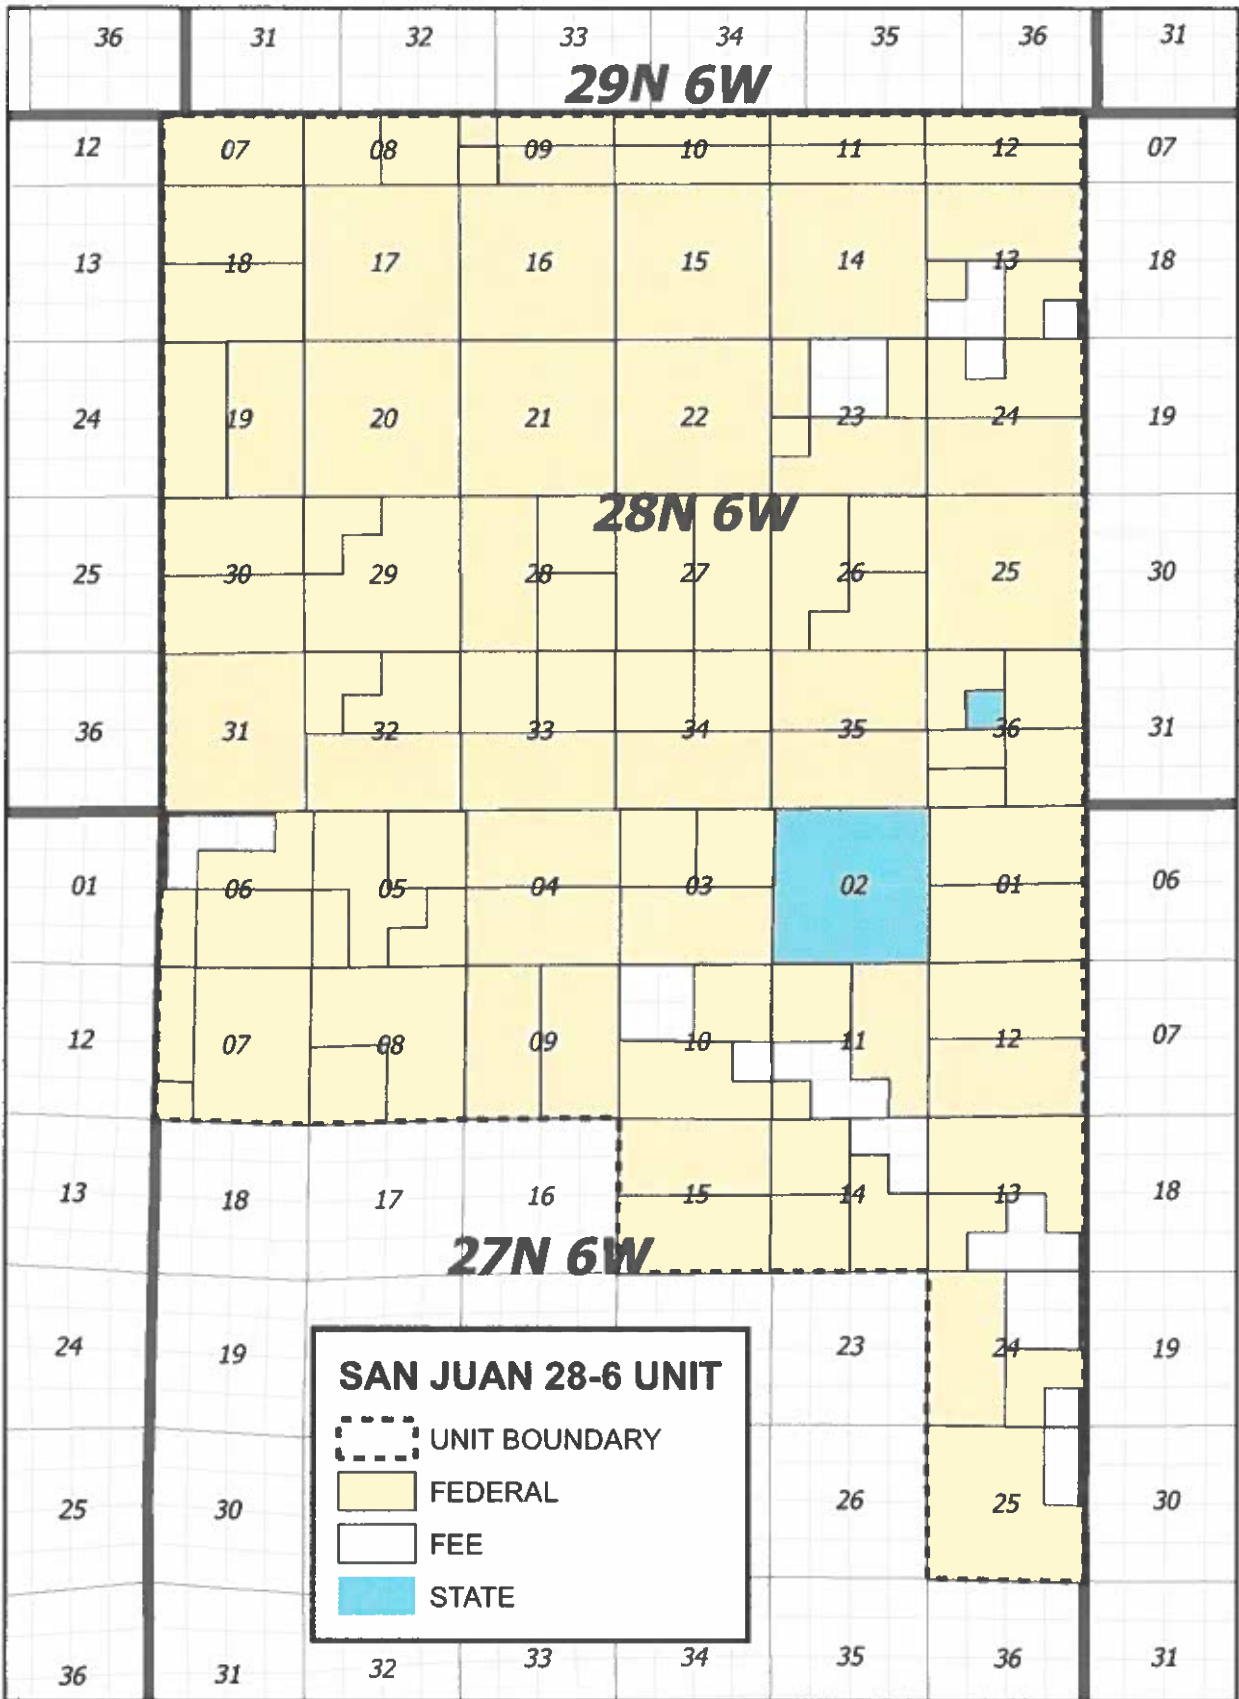 36 31 32 33 34 35 36 31
29N 6W
12 07 08 09 10 11 12 07
13 18 17 16 15 14 13 18
24 19 20 21 22 23 24 19
28N 6W
25 30 29 28 27 26 25 30
36 31 32 33 34 35 36 31
01 06 05 04 03 02 01 06
12 07 08 09 10 11 12 07
13 18 17 16 15 14 13 18
27N 6W
24 19 23 24 19
SAN JUAN 28-6 UNIT
UNIT BOUNDARY
FEDERAL
FEE
STATE
25 30 26 25 30
36 31 32 33 34 35 36 31